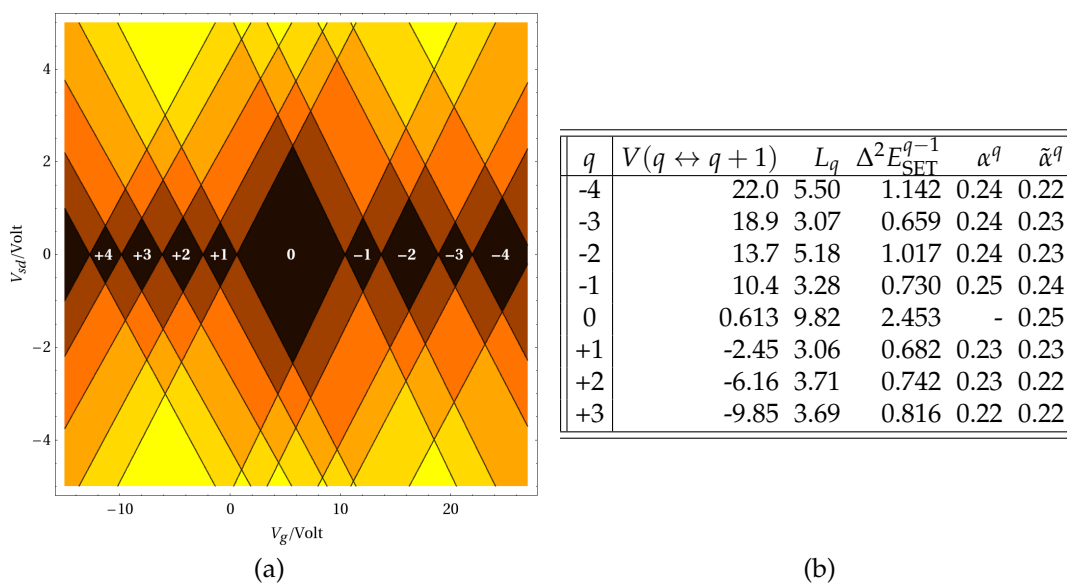 4
2
0
−2
−4
V_sd/Volt
+4 +3 +2 +1 0 −1 −2 −3 −4
−10 0 10 20
V_g/Volt
(a)
q V(q ↔ q + 1) L_q Δ²E_SET^{q−1} α^q α̃^q
-4 22.0 5.50 1.142 0.24 0.22
-3 18.9 3.07 0.659 0.24 0.23
-2 13.7 5.18 1.017 0.24 0.23
-1 10.4 3.28 0.730 0.25 0.24
0 0.613 9.82 2.453 - 0.25
+1 -2.45 3.06 0.682 0.23 0.23
+2 -6.16 3.71 0.742 0.23 0.22
+3 -9.85 3.69 0.816 0.22 0.22
(b)